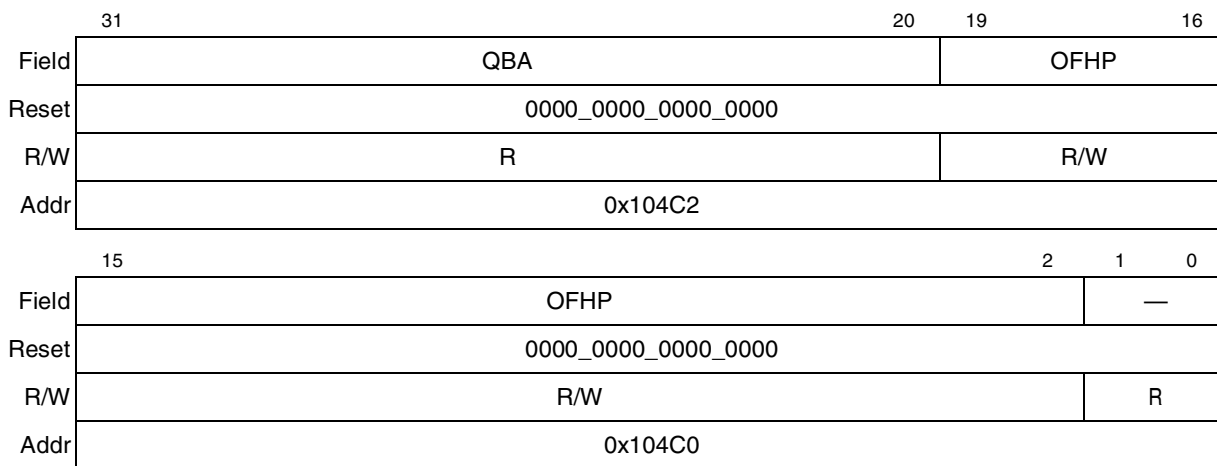 31 20 19 16
Field QBA OFHP
Reset 0000_0000_0000_0000
R/W R R/W
Addr 0x104C2
15 2 1 0
Field OFHP —
Reset 0000_0000_0000_0000
R/W R/W R
Addr 0x104C0